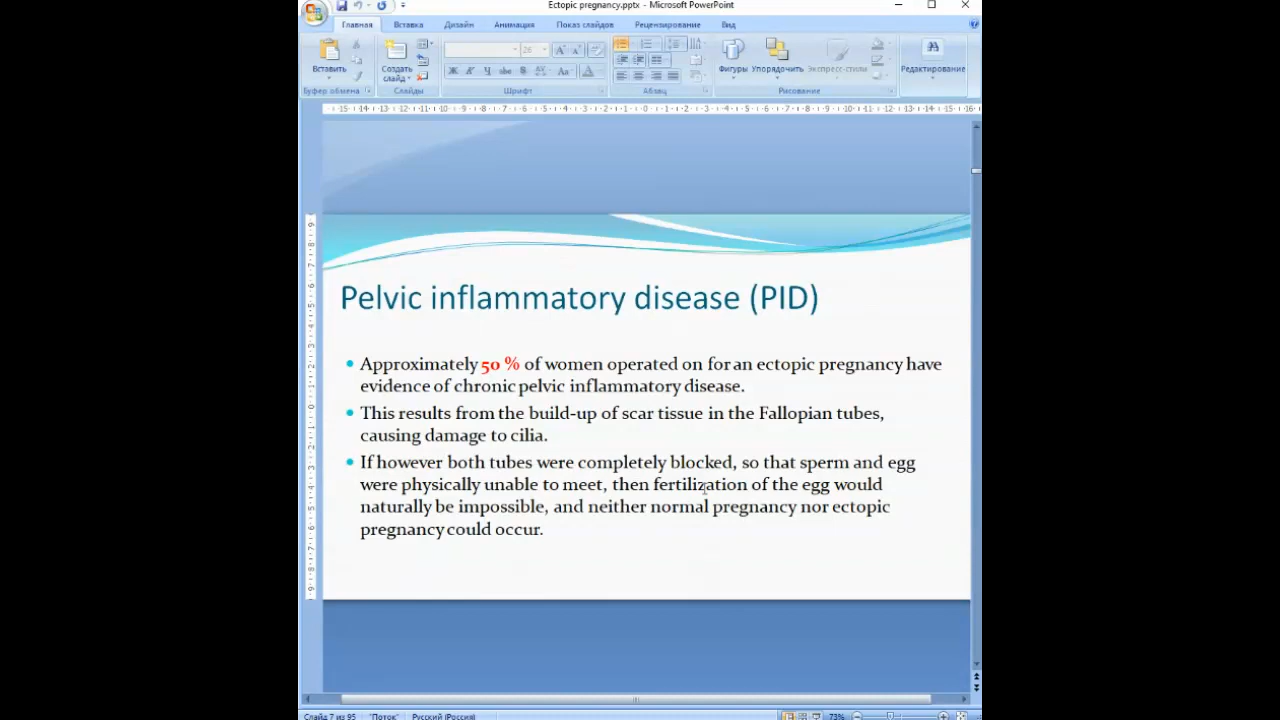 Ectopic pregnancy.pptx - Microsoft PowerPoint
Главная Вставка Дизайн Анимация Показ слайдов Рецензирование Вид
Вставить
Создать слайд
26
Фигуры Упорядочить Экспресс-стили
Редактирование
Буфер обмена Слайды Шрифт Абзац Рисование
Pelvic inflammatory disease (PID)
Approximately 50 % of women operated on for an ectopic pregnancy have
evidence of chronic pelvic inflammatory disease.
This results from the build-up of scar tissue in the Fallopian tubes,
causing damage to cilia.
If however both tubes were completely blocked, so that sperm and egg
were physically unable to meet, then fertilization of the egg would
naturally be impossible, and neither normal pregnancy nor ectopic
pregnancy could occur.
Слайд 7 из 95 "Поток" Русский (Россия) 73%